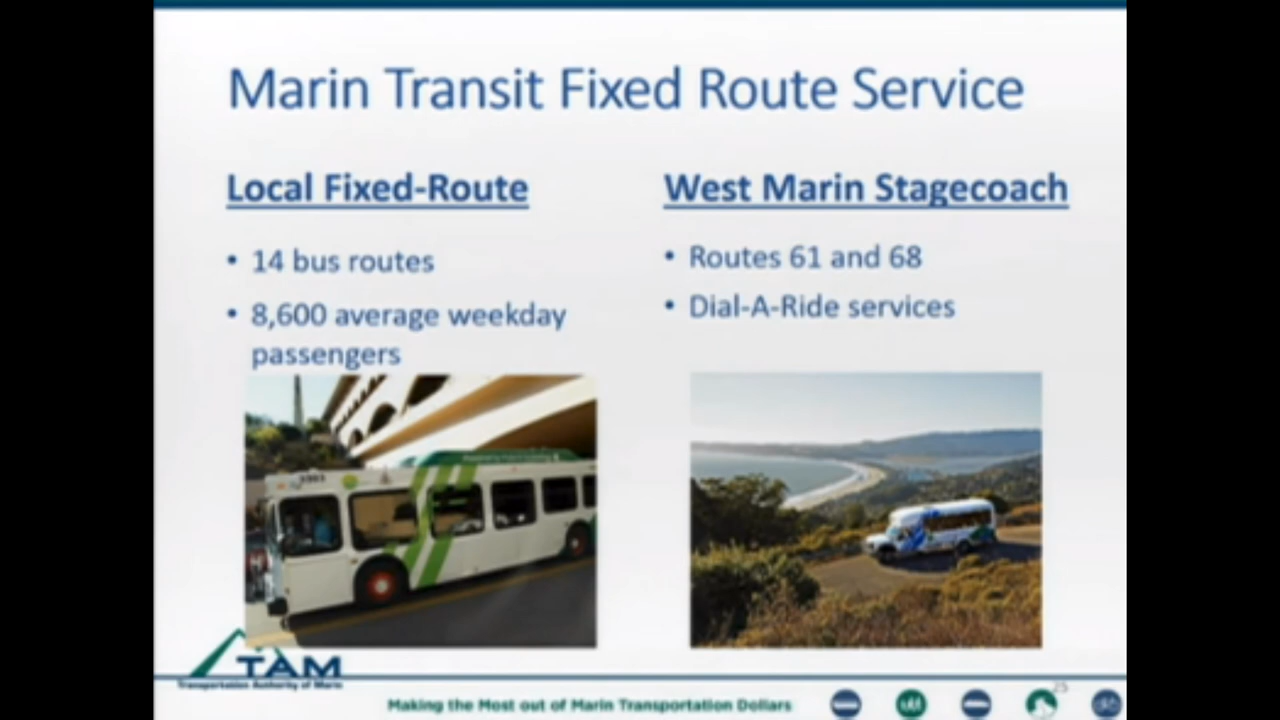 Marin Transit Fixed Route Service
Local Fixed-Route
• 14 bus routes
• 8,600 average weekday
passengers
West Marin Stagecoach
• Routes 61 and 68
• Dial-A-Ride services
TAM
Transportation Authority of Marin
Making the Most out of Marin Transportation Dollars
25